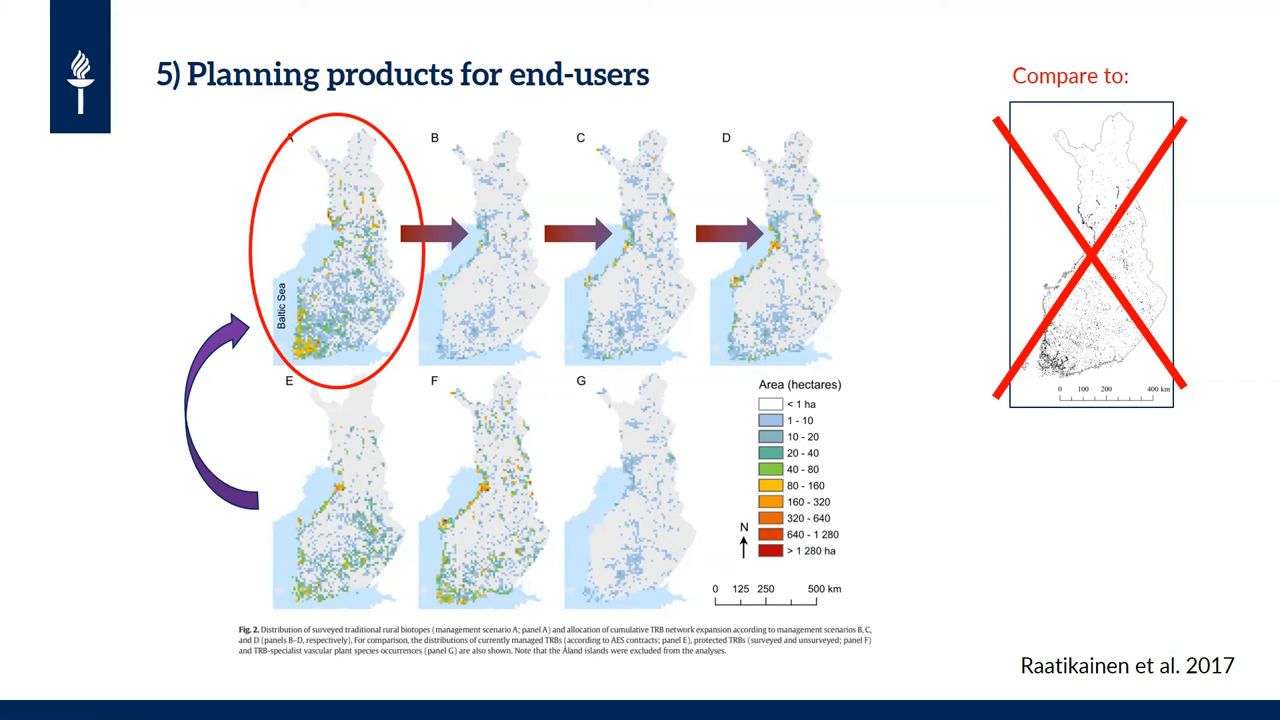 5) Planning products for end-users
Compare to:
A
B
C
D
Baltic Sea
0 100 200 400 km
E
F
G
Area (hectares)
< 1 ha
1 - 10
10 - 20
20 - 40
40 - 80
80 - 160
160 - 320
320 - 640
640 - 1 280
> 1 280 ha
N
0 125 250 500 km
Fig. 2. Distribution of surveyed traditional rural biotopes (management scenario A; panel A) and allocation of cumulative TRB network expansion according to management scenarios B, C,
and D (panels B–D, respectively). For comparison, the distributions of currently managed TRBs (according to AES contracts; panel E), protected TRBs (surveyed and unsurveyed; panel F)
and TRB-specialist vascular plant species occurrences (panel G) are also shown. Note that the Åland islands were excluded from the analyses.
Raatikainen et al. 2017